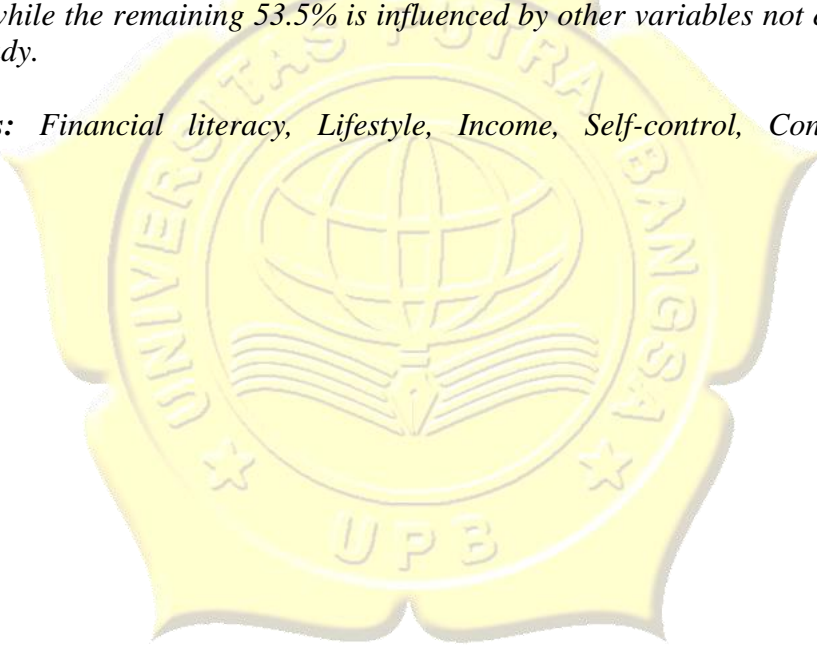 while the remaining 53.5% is influenced by other variables not
dy.
s: Financial literacy, Lifestyle, Income, Self-control, Con
UNIVERSITAS PUTRA BANGSA
UPB